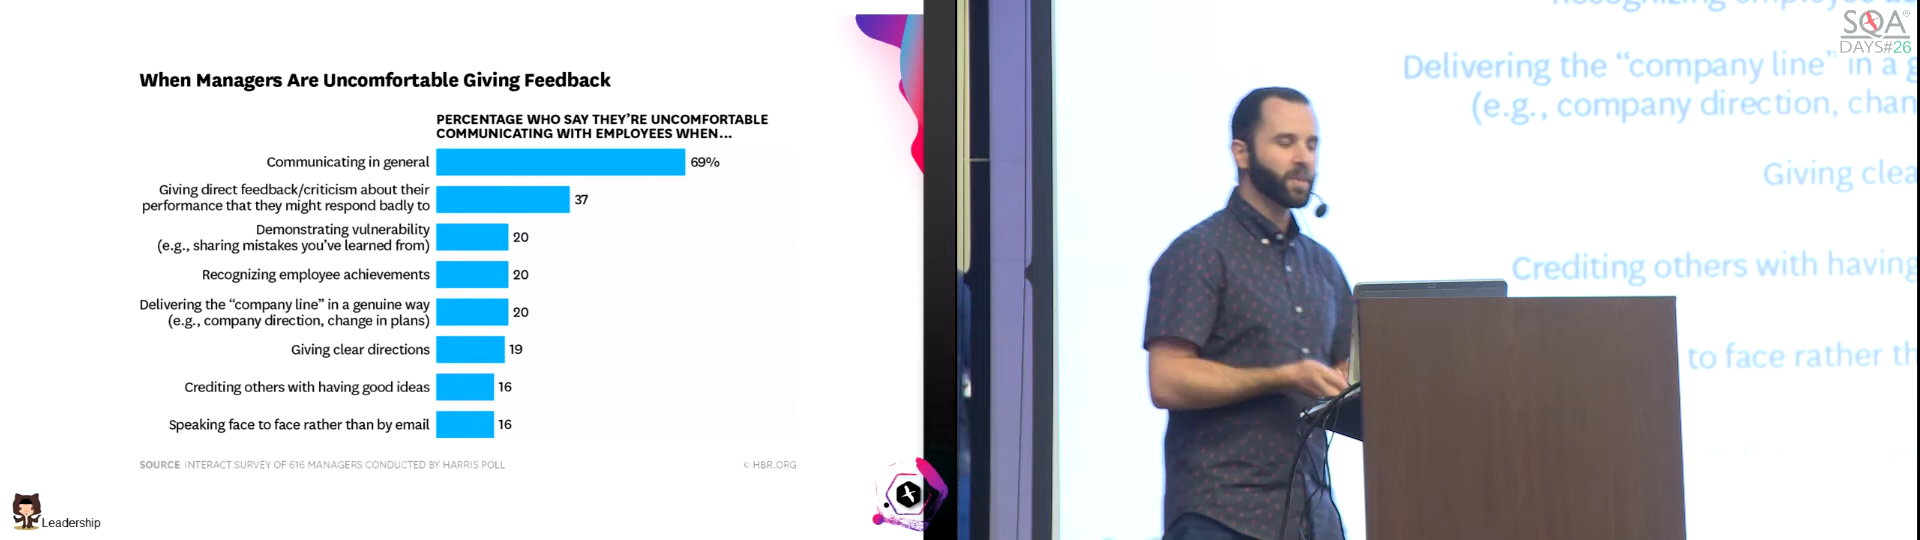 When Managers Are Uncomfortable Giving Feedback
PERCENTAGE WHO SAY THEY'RE UNCOMFORTABLE
COMMUNICATING WITH EMPLOYEES WHEN...
Communicating in general 69%
Giving direct feedback/criticism about their
performance that they might respond badly to 37
Demonstrating vulnerability
(e.g., sharing mistakes you've learned from) 20
Recognizing employee achievements 20
Delivering the “company line” in a genuine way
(e.g., company direction, change in plans) 20
Giving clear directions 19
Crediting others with having good ideas 16
Speaking face to face rather than by email 16
SOURCE INTERACT SURVEY OF 616 MANAGERS CONDUCTED BY HARRIS POLL
© HBR.ORG
Leadership
SQA®
DAYS#26
Recognizing
Delivering the “company line” in a
(e.g., company direction, chan
Giving clea
Crediting others with having
to face rather th